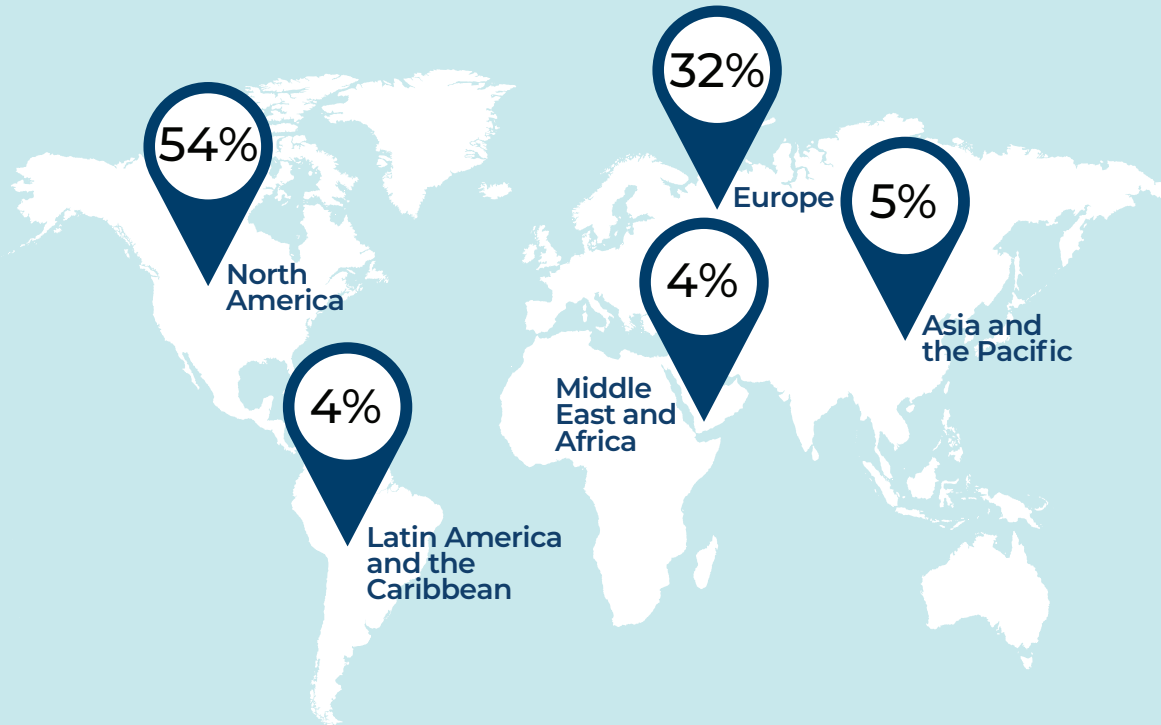 54%
North
America
32%
Europe
5%
Asia and
the Pacific
4%
Middle
East and
Africa
4%
Latin America
and the
Caribbean